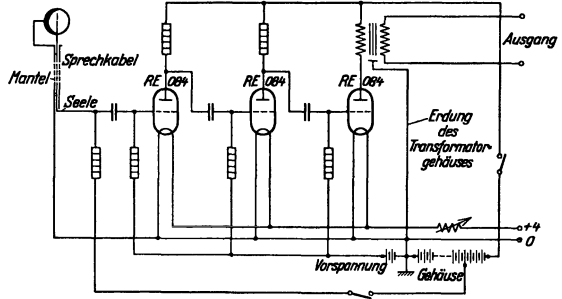 Sprechkabel
Mantel
Seele
RE 084
RE 084
RE 084
Ausgang
Erdung
des
Transformator-
gehäuses
+4
0
Vorspannung
Gehäuse